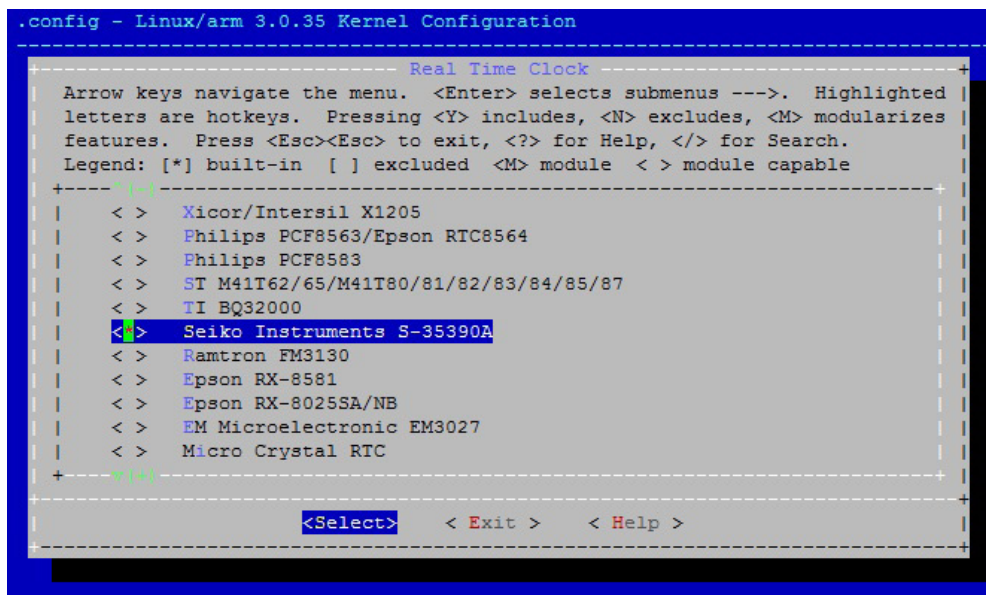 .config - Linux/arm 3.0.35 Kernel Configuration
Real Time Clock
Arrow keys navigate the menu. <Enter> selects submenus --->. Highlighted
letters are hotkeys. Pressing <Y> includes, <N> excludes, <M> modularizes
features. Press <Esc><Esc> to exit, <?> for Help, </> for Search.
Legend: [*] built-in [ ] excluded <M> module < > module capable
^(-)
< > Xicor/Intersil X1205
< > Philips PCF8563/Epson RTC8564
< > Philips PCF8583
< > ST M41T62/65/M41T80/81/82/83/84/85/87
< > TI BQ32000
<*> Seiko Instruments S-35390A
< > Ramtron FM3130
< > Epson RX-8581
< > Epson RX-8025SA/NB
< > EM Microelectronic EM3027
< > Micro Crystal RTC
v(+)
<Select> < Exit > < Help >